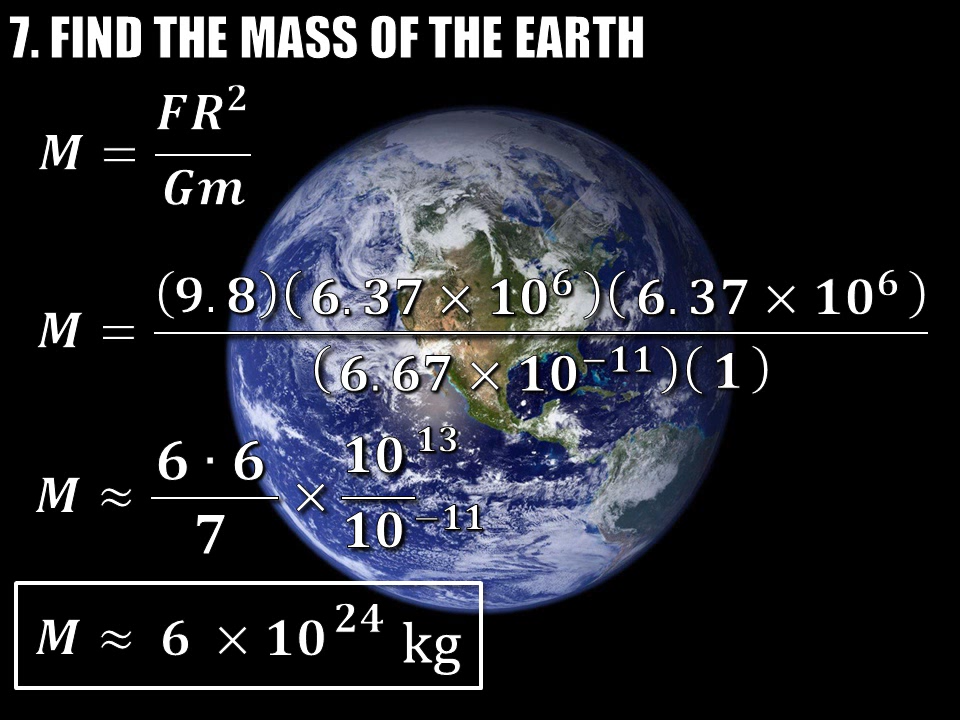 7. FIND THE MASS OF THE EARTH
M = FR²/Gm
M = (9.8)(6.37 × 10⁶)(6.37 × 10⁶)/(6.67 × 10⁻¹¹)(1)
M ≈ 6 · 6/7 × 10¹³/10⁻¹¹
M ≈ 6 × 10²⁴ kg